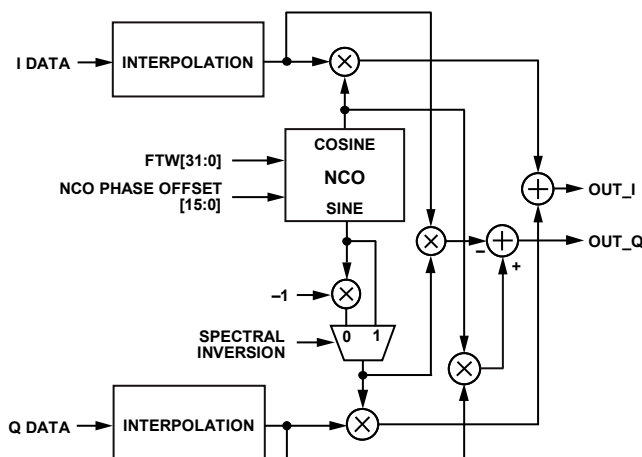 I DATA
INTERPOLATION
COSINE
FTW[31:0]
NCO
NCO PHASE OFFSET
[15:0]
SINE
OUT_I
OUT_Q
–
+
–1
0 1
SPECTRAL
INVERSION
Q DATA
INTERPOLATION